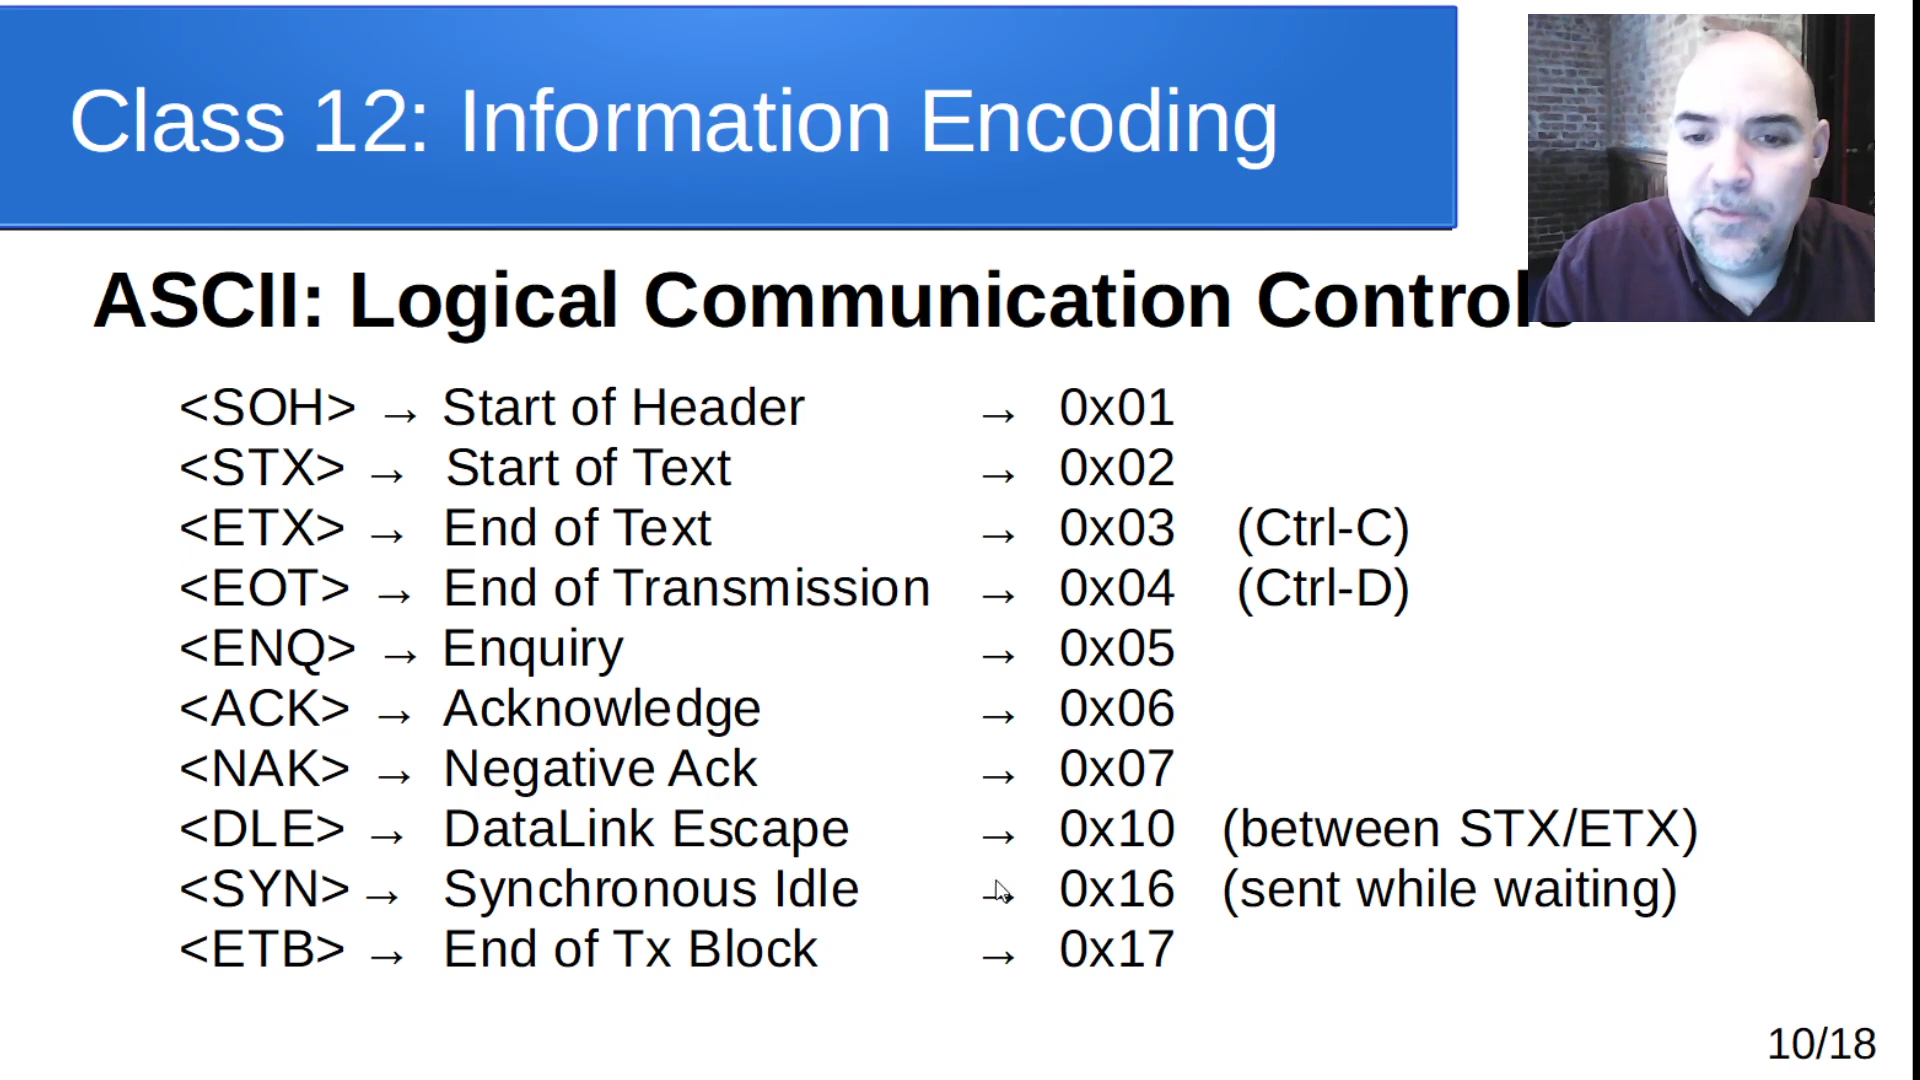 Class 12: Information Encoding
ASCII: Logical Communication Controls
<SOH> → Start of Header → 0x01
<STX> → Start of Text → 0x02
<ETX> → End of Text → 0x03 (Ctrl-C)
<EOT> → End of Transmission → 0x04 (Ctrl-D)
<ENQ> → Enquiry → 0x05
<ACK> → Acknowledge → 0x06
<NAK> → Negative Ack → 0x07
<DLE> → DataLink Escape → 0x10 (between STX/ETX)
<SYN> → Synchronous Idle → 0x16 (sent while waiting)
<ETB> → End of Tx Block → 0x17
10/18